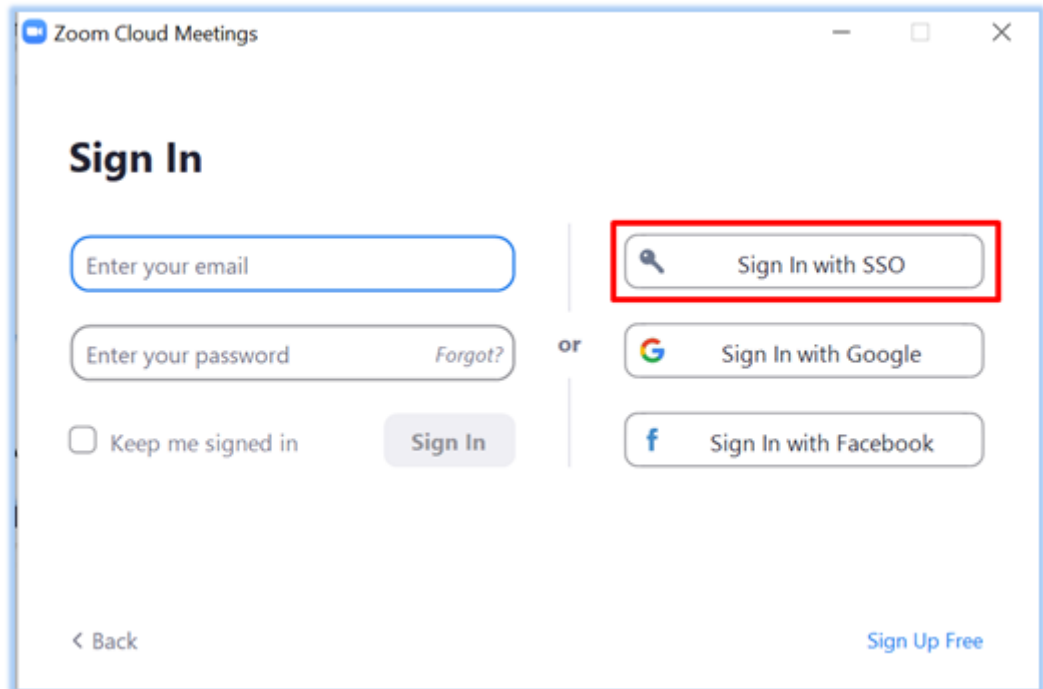 Zoom Cloud Meetings
Sign In
Enter your email
Enter your password
Forgot?
Keep me signed in
Sign In
or
Sign In with SSO
Sign In with Google
Sign In with Facebook
Back
Sign Up Free